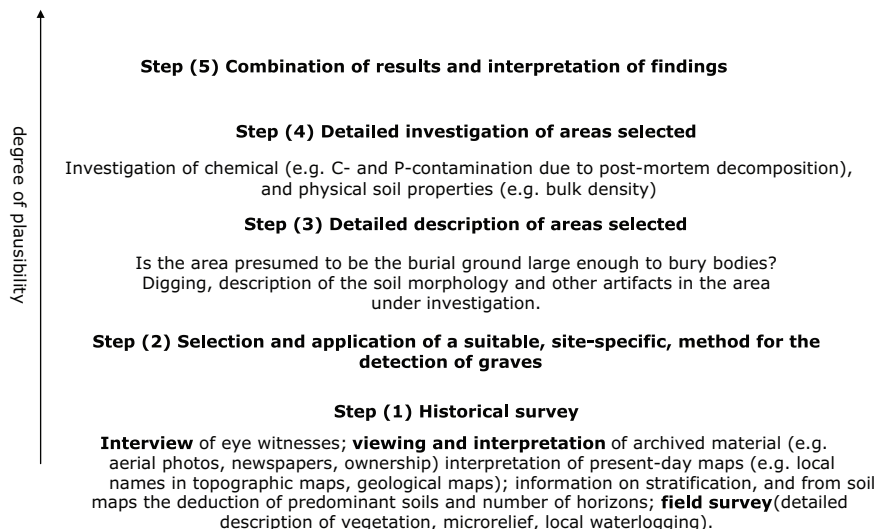 degree of plausibility
Step (5) Combination of results and interpretation of findings
Step (4) Detailed investigation of areas selected
Investigation of chemical (e.g. C- and P-contamination due to post-mortem decomposition),
and physical soil properties (e.g. bulk density)
Step (3) Detailed description of areas selected
Is the area presumed to be the burial ground large enough to bury bodies?
Digging, description of the soil morphology and other artifacts in the area
under investigation.
Step (2) Selection and application of a suitable, site-specific, method for the
detection of graves
Step (1) Historical survey
Interview of eye witnesses; viewing and interpretation of archived material (e.g.
aerial photos, newspapers, ownership) interpretation of present-day maps (e.g. local
names in topographic maps, geological maps); information on stratification, and from soil
maps the deduction of predominant soils and number of horizons; field survey(detailed
description of vegetation, microrelief, local waterlogging).